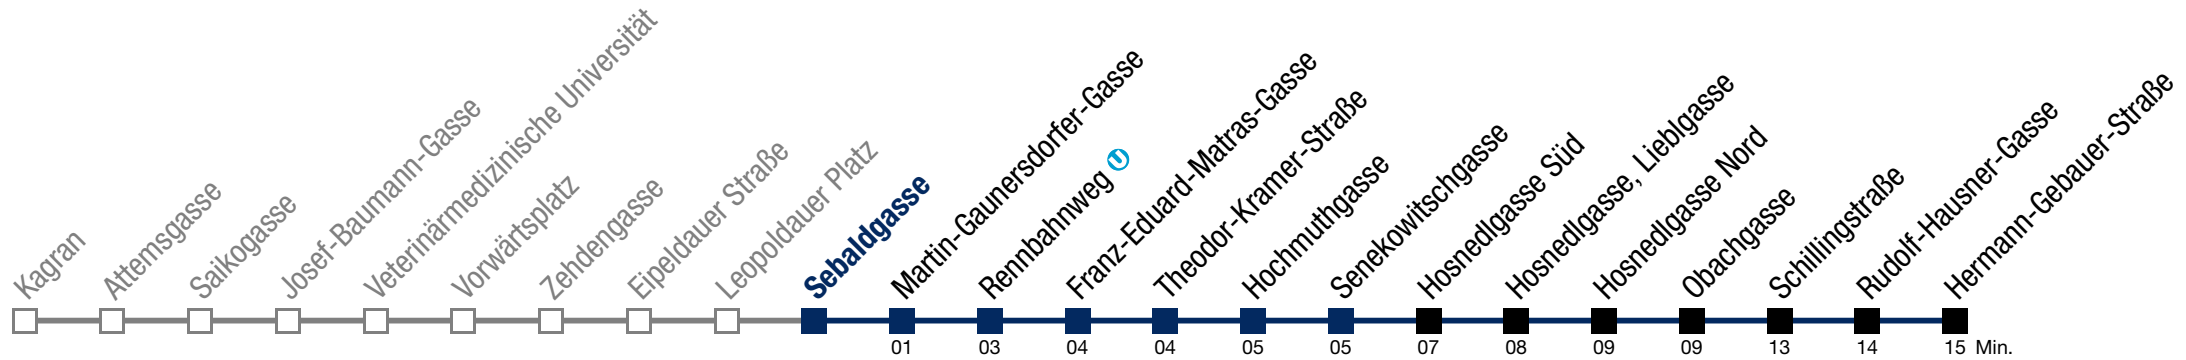 Kagran
Attemsgasse
Saikogasse
Josef-Baumann-Gasse
Veterinärmedizinische Universität
Vorwärtsplatz
Zehdengasse
Eipeldauer Straße
Leopoldauer Platz
Sebaldgasse
Martin-Gaunersdorfer-Gasse
Rennbahnweg U
Franz-Eduard-Matras-Gasse
Theodor-Kramer-Straße
Hochmuthgasse
Senekowitschgasse
Hosnedlgasse Süd
Hosnedlgasse, Lieblgasse
Hosnedlgasse Nord
Obachgasse
Schillingstraße
Rudolf-Hausner-Gasse
Hermann-Gebauer-Straße
01 03 04 04 05 05 07 08 09 09 13 14 15 Min.